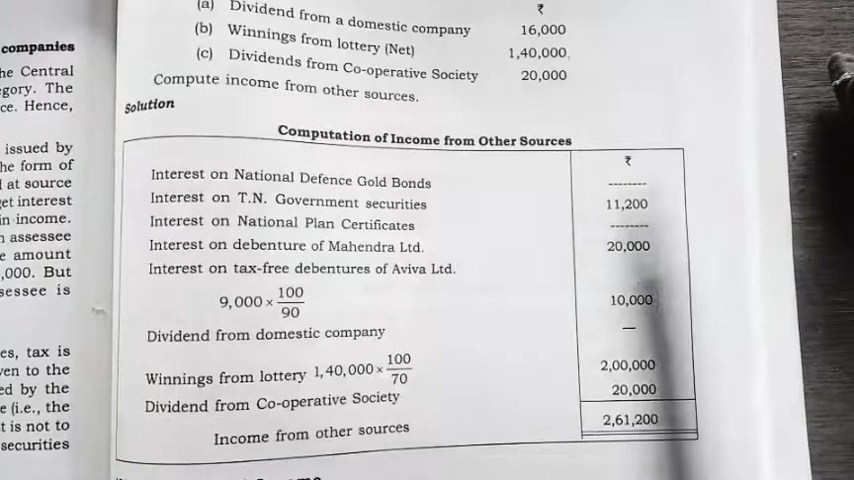 companies
he Central
egory. The
ce. Hence,
issued by
he form of
at source
et interest
in income.
assessee
e amount
,000. But
sessee is
es, tax is
ven to the
ed by the
e (i.e., the
t is not to
securities
₹
(a) Dividend from a domestic company 16,000
(b) Winnings from lottery (Net) 1,40,000
(c) Dividends from Co-operative Society 20,000
Compute income from other sources.
Solution
Computation of Income from Other Sources
₹
Interest on National Defence Gold Bonds --------
Interest on T.N. Government securities 11,200
Interest on National Plan Certificates --------
Interest on debenture of Mahendra Ltd. 20,000
Interest on tax-free debentures of Aviva Ltd.
9,000 × 100/90 10,000
Dividend from domestic company —
Winnings from lottery 1,40,000 × 100/70 2,00,000
Dividend from Co-operative Society 20,000
Income from other sources 2,61,200